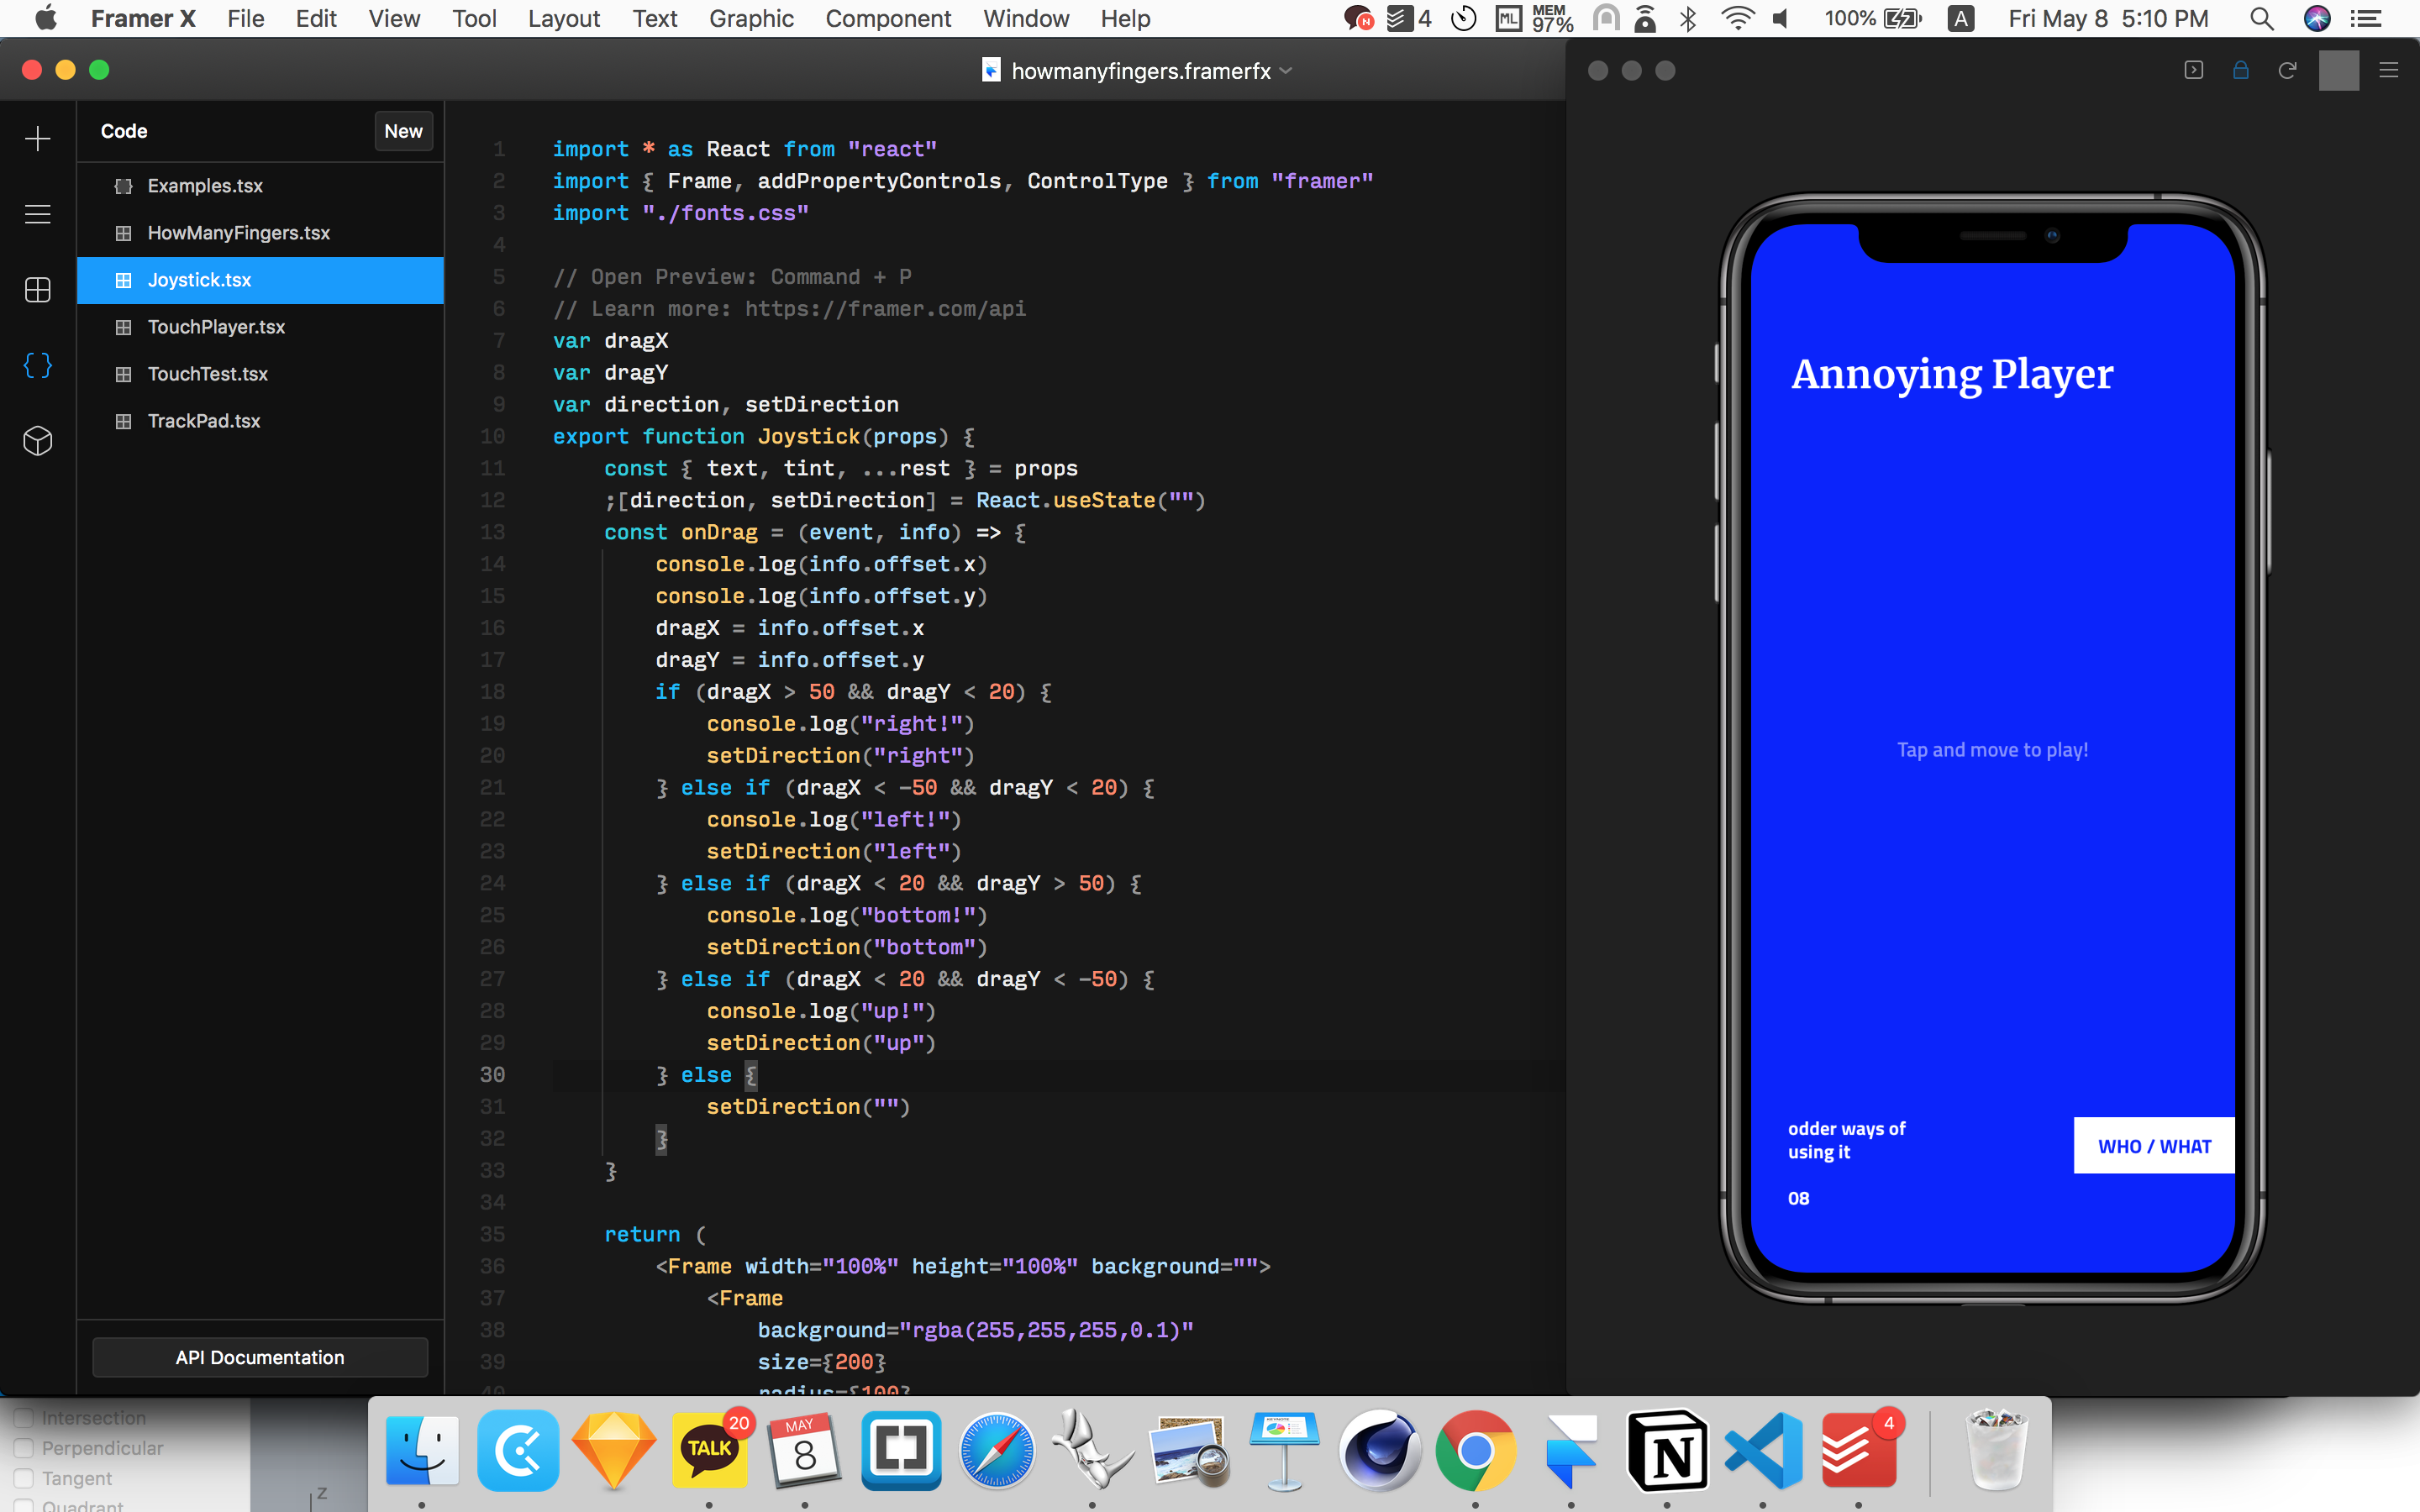 Framer X File Edit View Tool Layout Text Graphic Component Window Help
N 4 ML MEM 97% 100% A Fri May 8 5:10 PM
howmanyfingers.framerfx
Code New
Examples.tsx
HowManyFingers.tsx
Joystick.tsx
TouchPlayer.tsx
TouchTest.tsx
TrackPad.tsx
API Documentation
1 import * as React from "react"
2 import { Frame, addPropertyControls, ControlType } from "framer"
3 import "./fonts.css"
4
5 // Open Preview: Command + P
6 // Learn more: https://framer.com/api
7 var dragX
8 var dragY
9 var direction, setDirection
10 export function Joystick(props) {
11 const { text, tint, ...rest } = props
12 ;[direction, setDirection] = React.useState("")
13 const onDrag = (event, info) => {
14 console.log(info.offset.x)
15 console.log(info.offset.y)
16 dragX = info.offset.x
17 dragY = info.offset.y
18 if (dragX > 50 && dragY < 20) {
19 console.log("right!")
20 setDirection("right")
21 } else if (dragX < -50 && dragY < 20) {
22 console.log("left!")
23 setDirection("left")
24 } else if (dragX < 20 && dragY > 50) {
25 console.log("bottom!")
26 setDirection("bottom")
27 } else if (dragX < 20 && dragY < -50) {
28 console.log("up!")
29 setDirection("up")
30 } else {
31 setDirection("")
32 }
33 }
34
35 return (
36 <Frame width="100%" height="100%" background="">
37 <Frame
38 background="rgba(255,255,255,0.1)"
39 size={200}
40 radius={100}
Annoying Player
Tap and move to play!
odder ways of
using it
WHO / WHAT
08
Intersection
Perpendicular
Tangent
Quadrant
Z
TALK
20
MAY
8
KEYNOTE
N
4